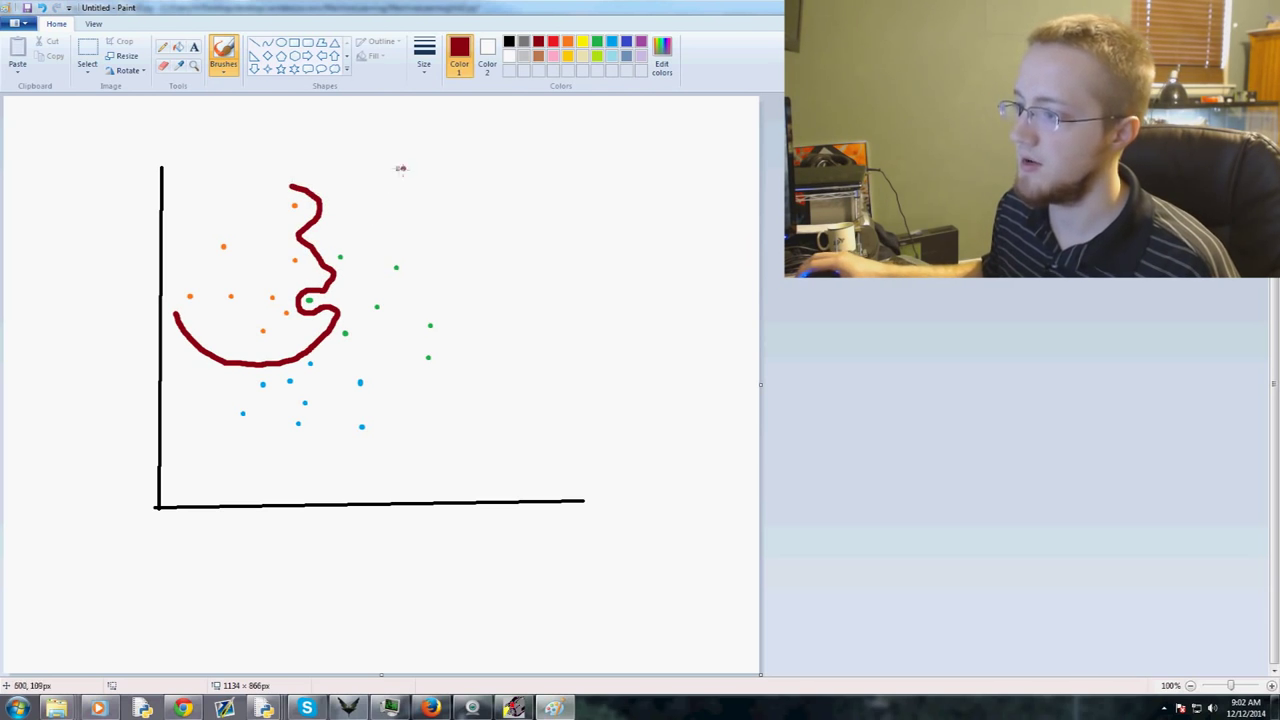 Untitled - Paint
Home View
Cut
Copy
Paste
Clipboard
Crop
Resize
Rotate
Select
Image
Tools
Brushes
Outline
Fill
Shapes
Size
Color 1
Color 2
Edit colors
Colors
600, 109px
1134 × 866px
100%
9:02 AM
12/12/2014